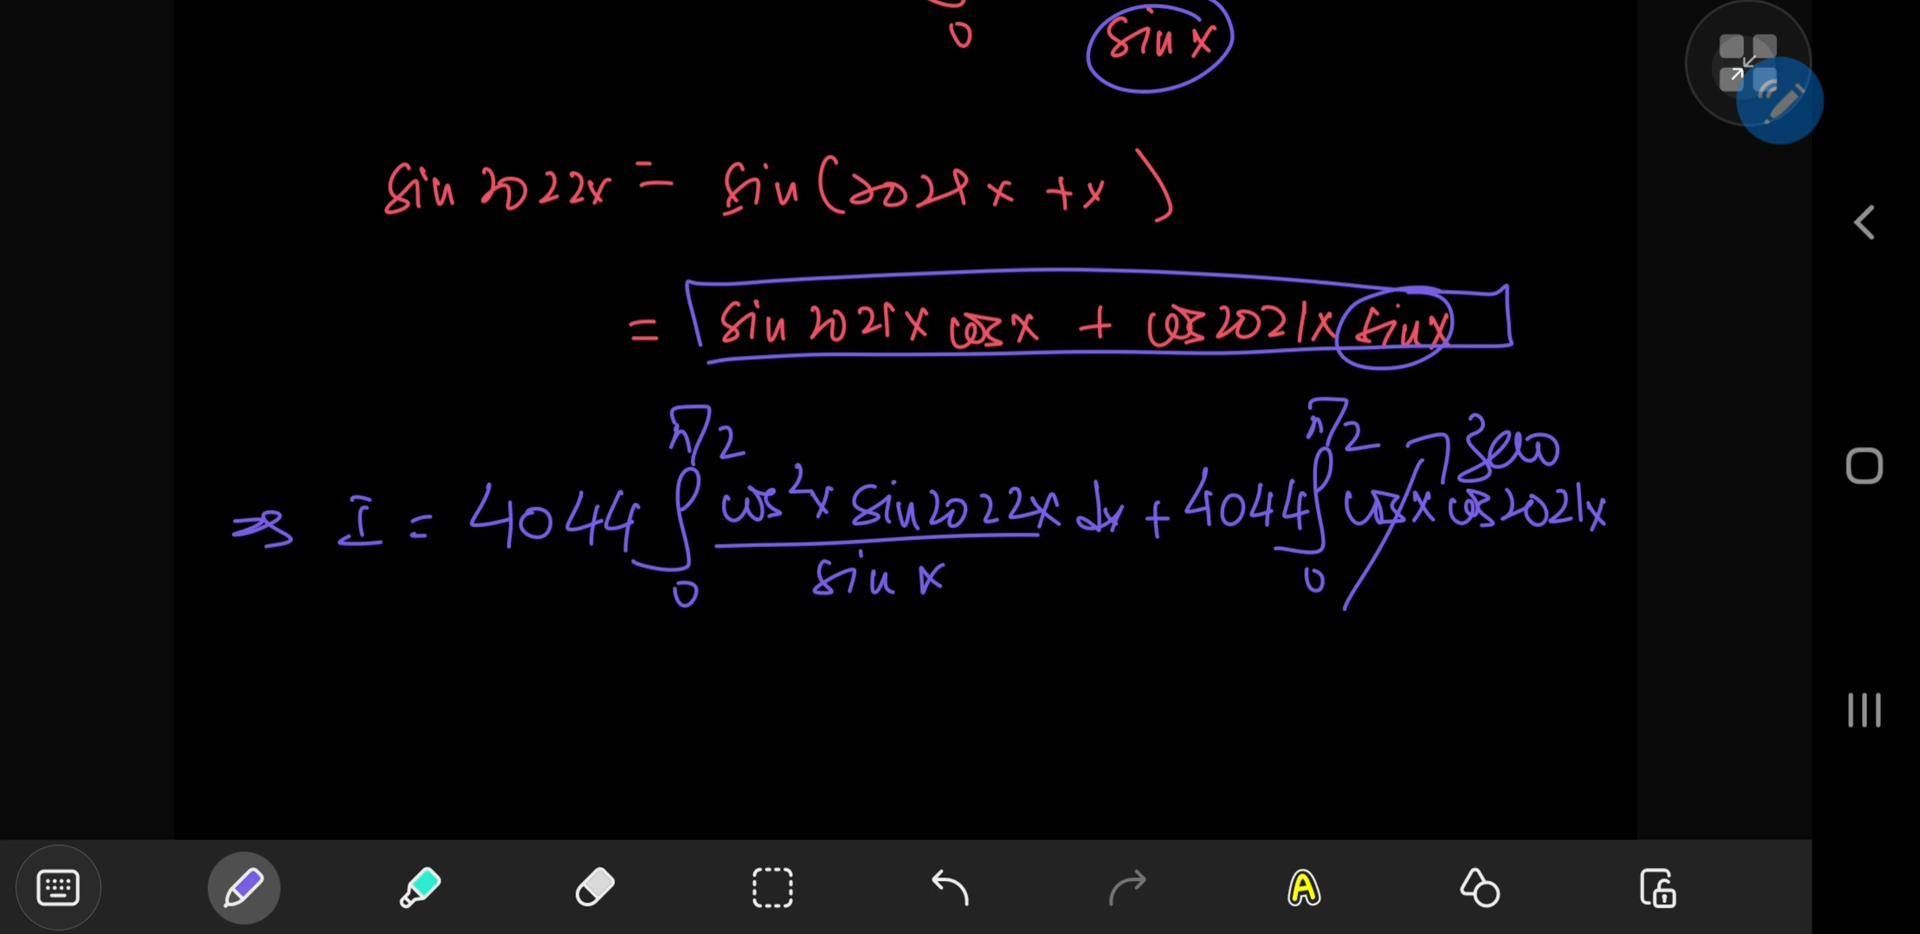 0 sin x
sin 2022x = sin(2021x + x)
= sin 2021x cos x + cos 2021x sin x
⇒ I = 4044 ∫₀^{π/2} cos²x sin 2022x / sin x dx + 4044 ∫₀^{π/2} cos x cos 2021x → zero
A